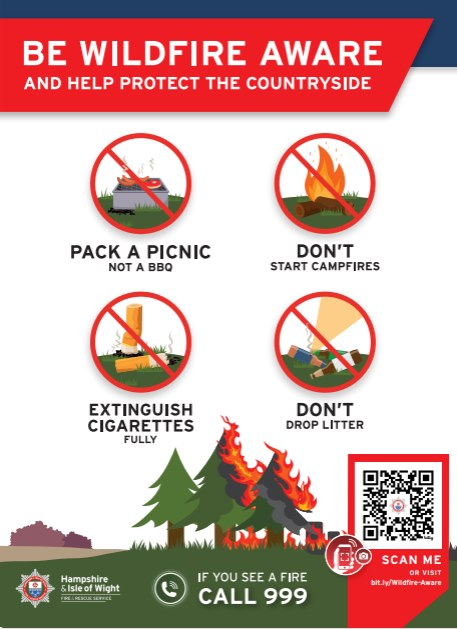 BE WILDFIRE AWARE
AND HELP PROTECT THE COUNTRYSIDE
PACK A PICNIC
NOT A BBQ
DON'T
START CAMPFIRES
EXTINGUISH
CIGARETTES
FULLY
DON'T
DROP LITTER
Hampshire
& Isle of Wight
FIRE & RESCUE SERVICE
IF YOU SEE A FIRE
CALL 999
SCAN ME
OR VISIT
bit.ly/Wildfire-Aware